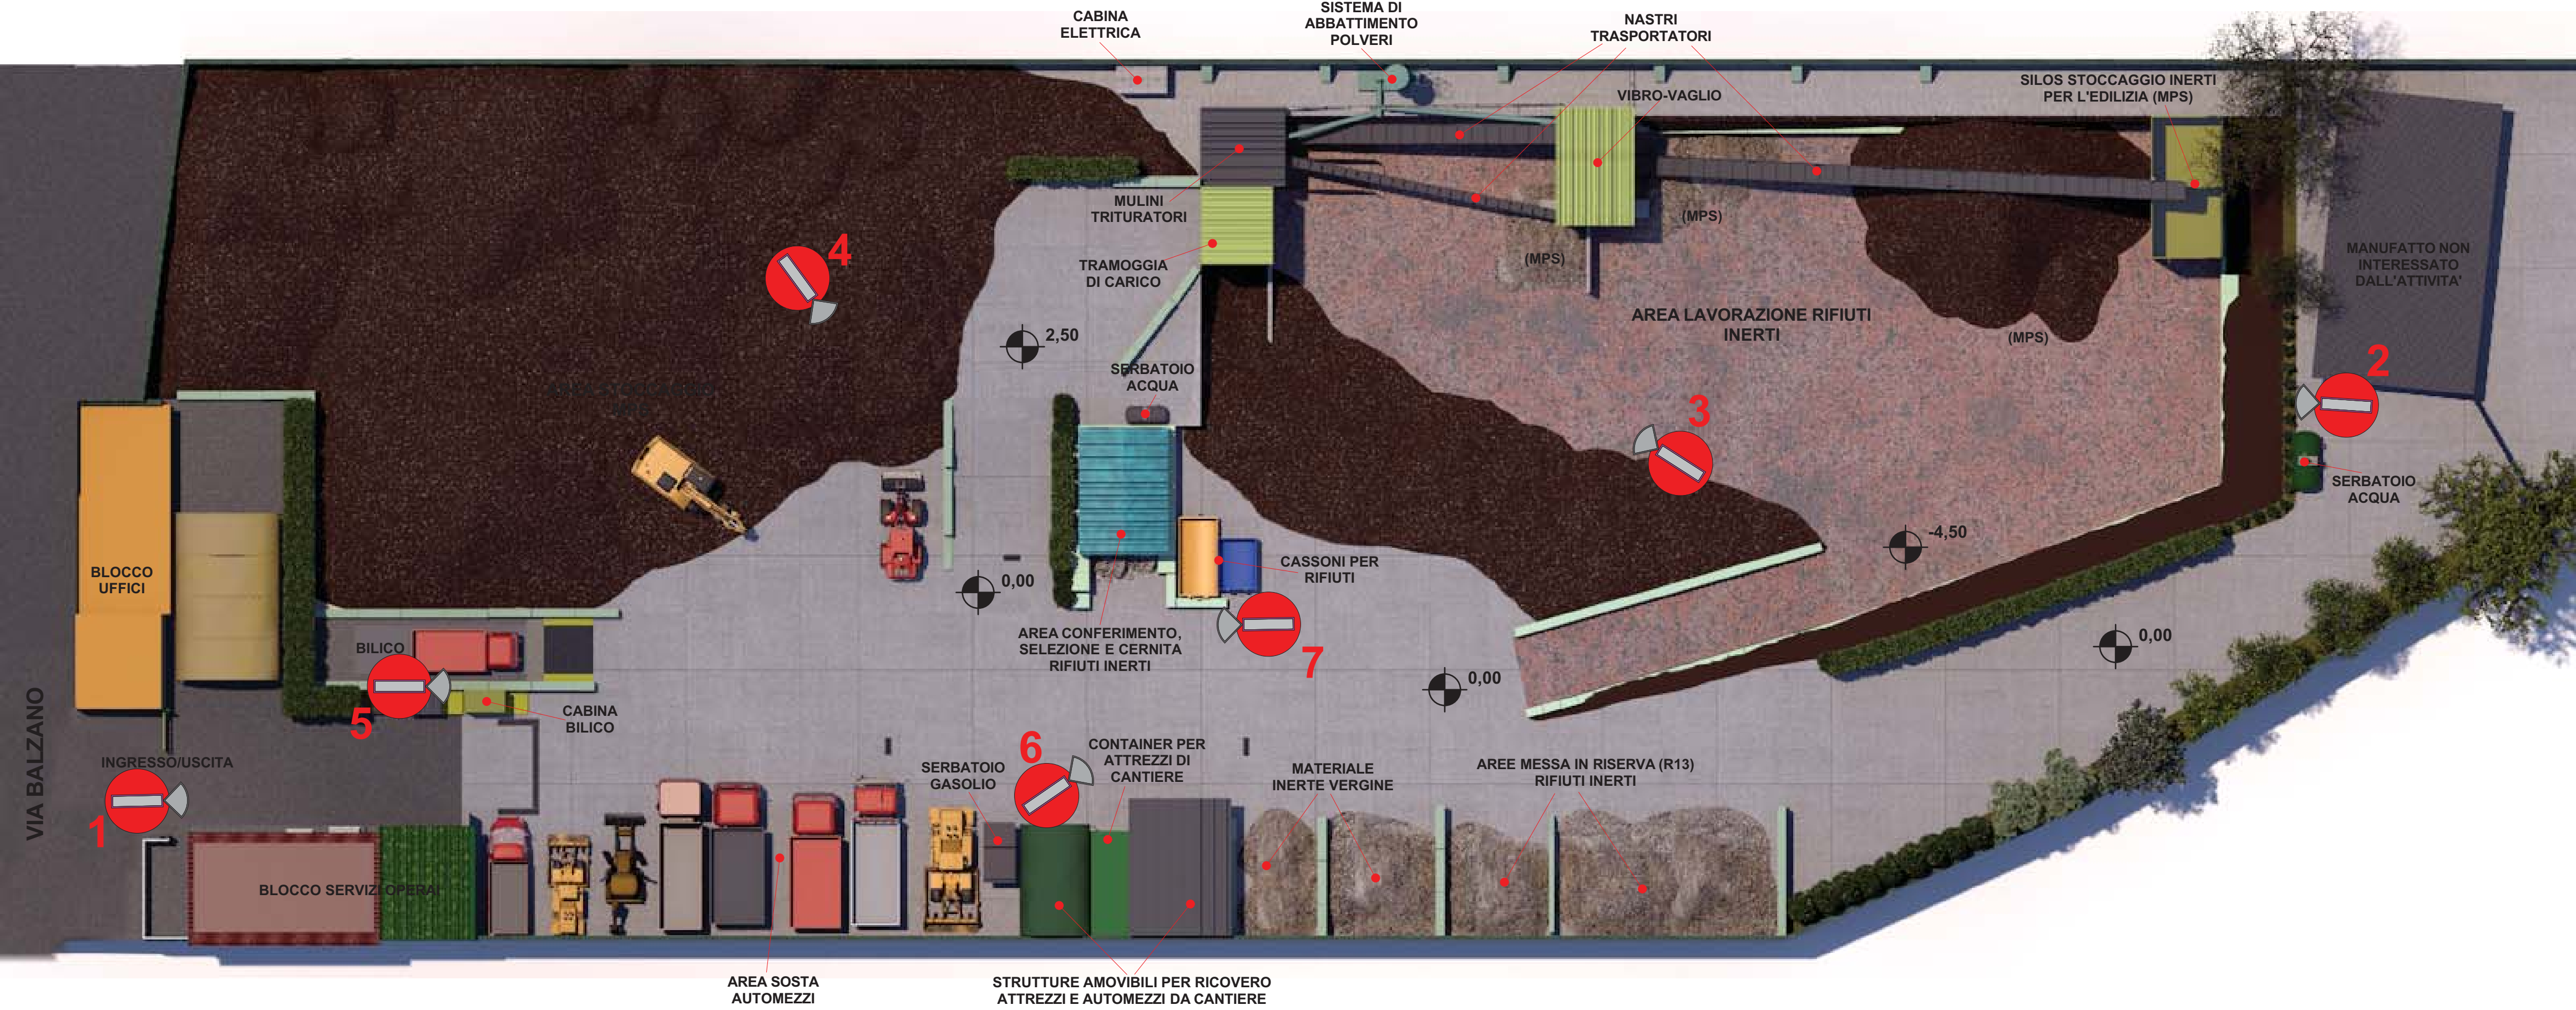 CABINA
ELETTRICA
SISTEMA DI
ABBATTIMENTO
POLVERI
NASTRI
TRASPORTATORI
SILOS STOCCAGGIO INERTI
PER L'EDILIZIA (MPS)
VIBRO-VAGLIO
MULINI
TRITURATORI
(MPS)
(MPS)
TRAMOGGIA
DI CARICO
MANUFATTO NON
INTERESSATO
DALL'ATTIVITA'
4
AREA LAVORAZIONE RIFIUTI
INERTI
(MPS)
2,50
SERBATOIO
ACQUA
2
3
SERBATOIO
ACQUA
-4,50
BLOCCO
UFFICI
0,00
CASSONI PER
RIFIUTI
AREA CONFERIMENTO,
SELEZIONE E CERNITA
RIFIUTI INERTI
7
0,00
BILICO
0,00
5
CABINA
BILICO
VIA BALZANO
INGRESSO/USCITA
1
6
SERBATOIO
GASOLIO
CONTAINER PER
ATTREZZI DI
CANTIERE
MATERIALE
INERTE VERGINE
AREE MESSA IN RISERVA (R13)
RIFIUTI INERTI
BLOCCO SERVIZI OPERAI
AREA SOSTA
AUTOMEZZI
STRUTTURE AMOVIBILI PER RICOVERO
ATTREZZI E AUTOMEZZI DA CANTIERE